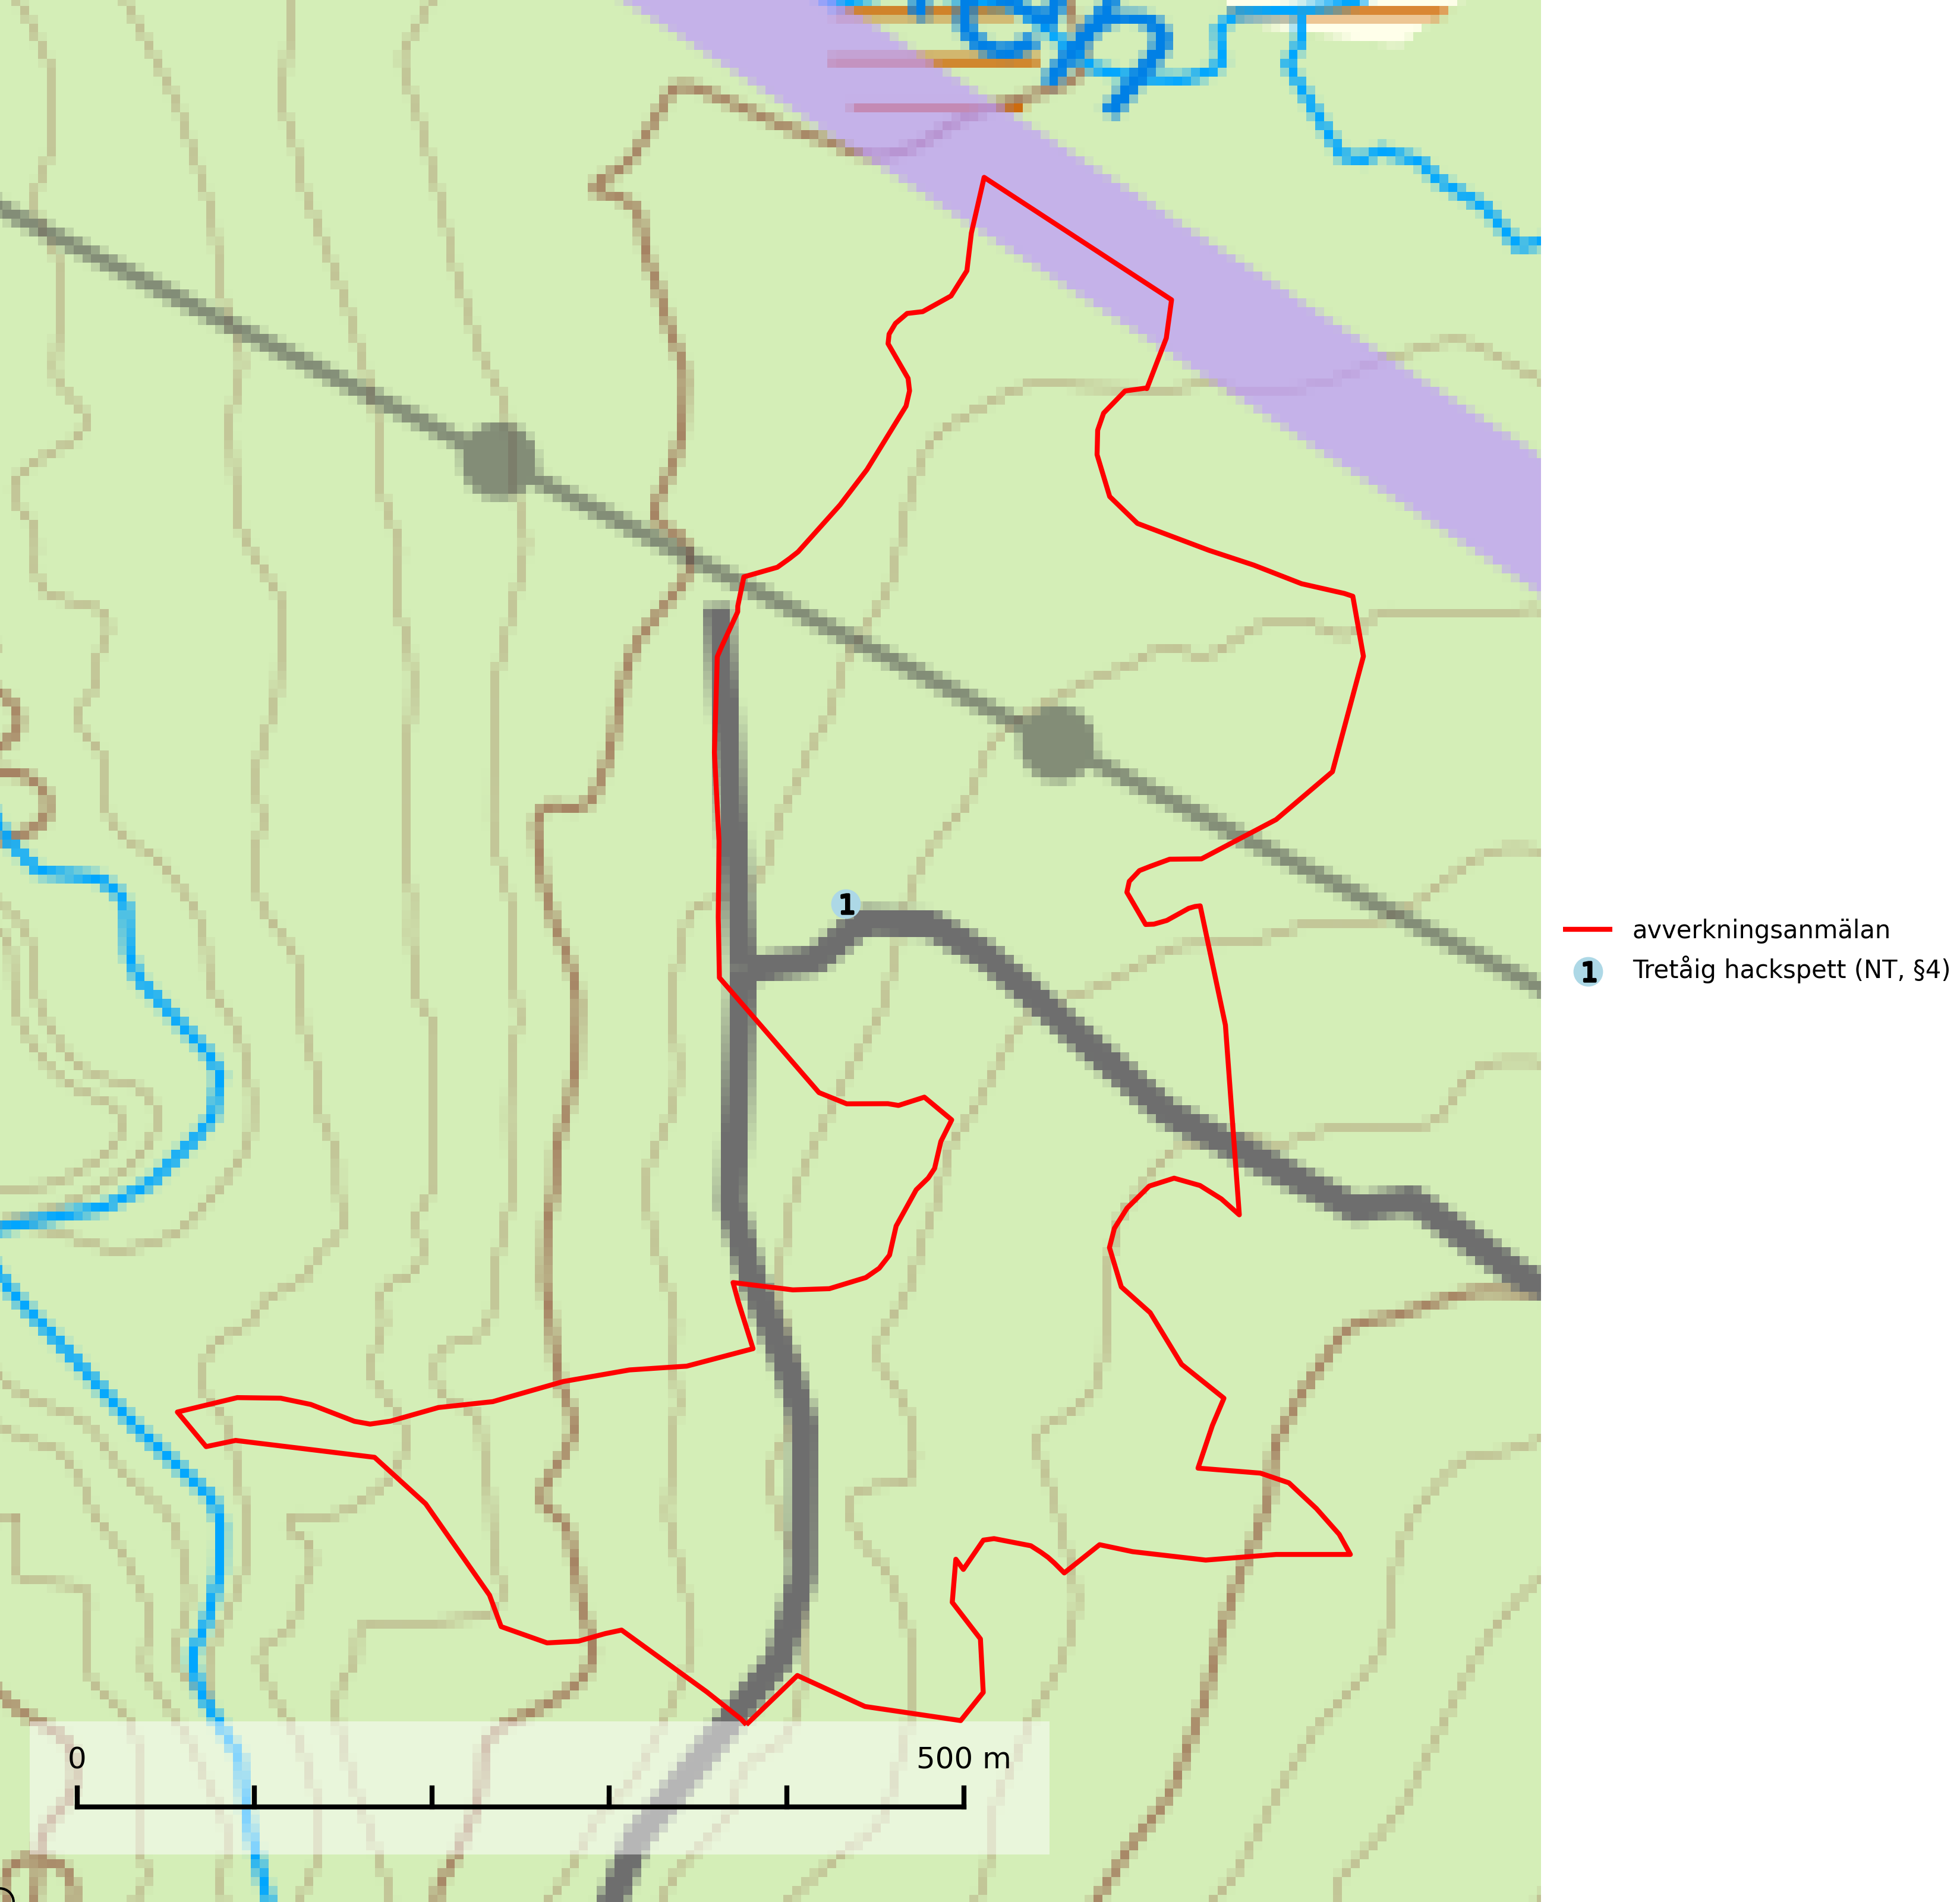 1
avverkningsanmälan
1 Tretåig hackspett (NT, §4)
0 500 m